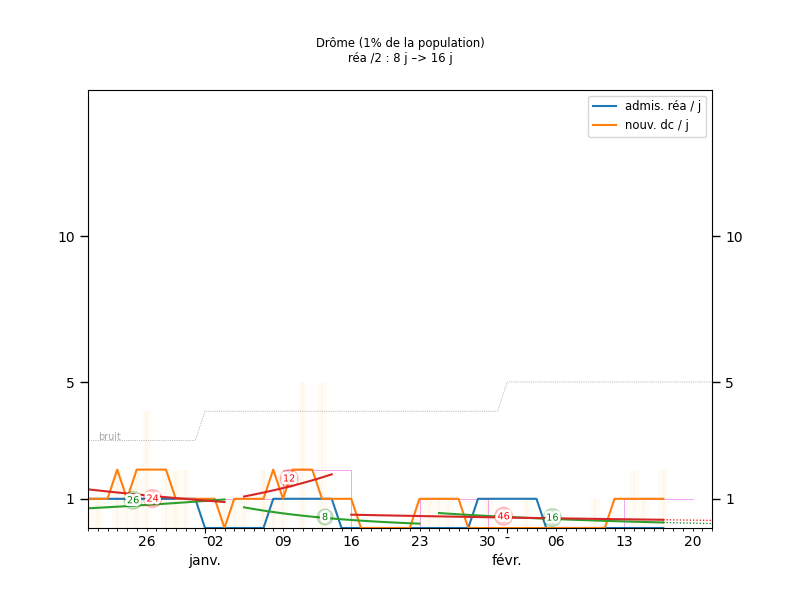 Drôme (1% de la population)
réa /2 : 8 j –> 16 j
admis. réa / j
nouv. dc / j
10 10
5 5
bruit
12
26 24
1 1
8 46 16
26 02 09 16 23 30 06 13 20
janv. févr.